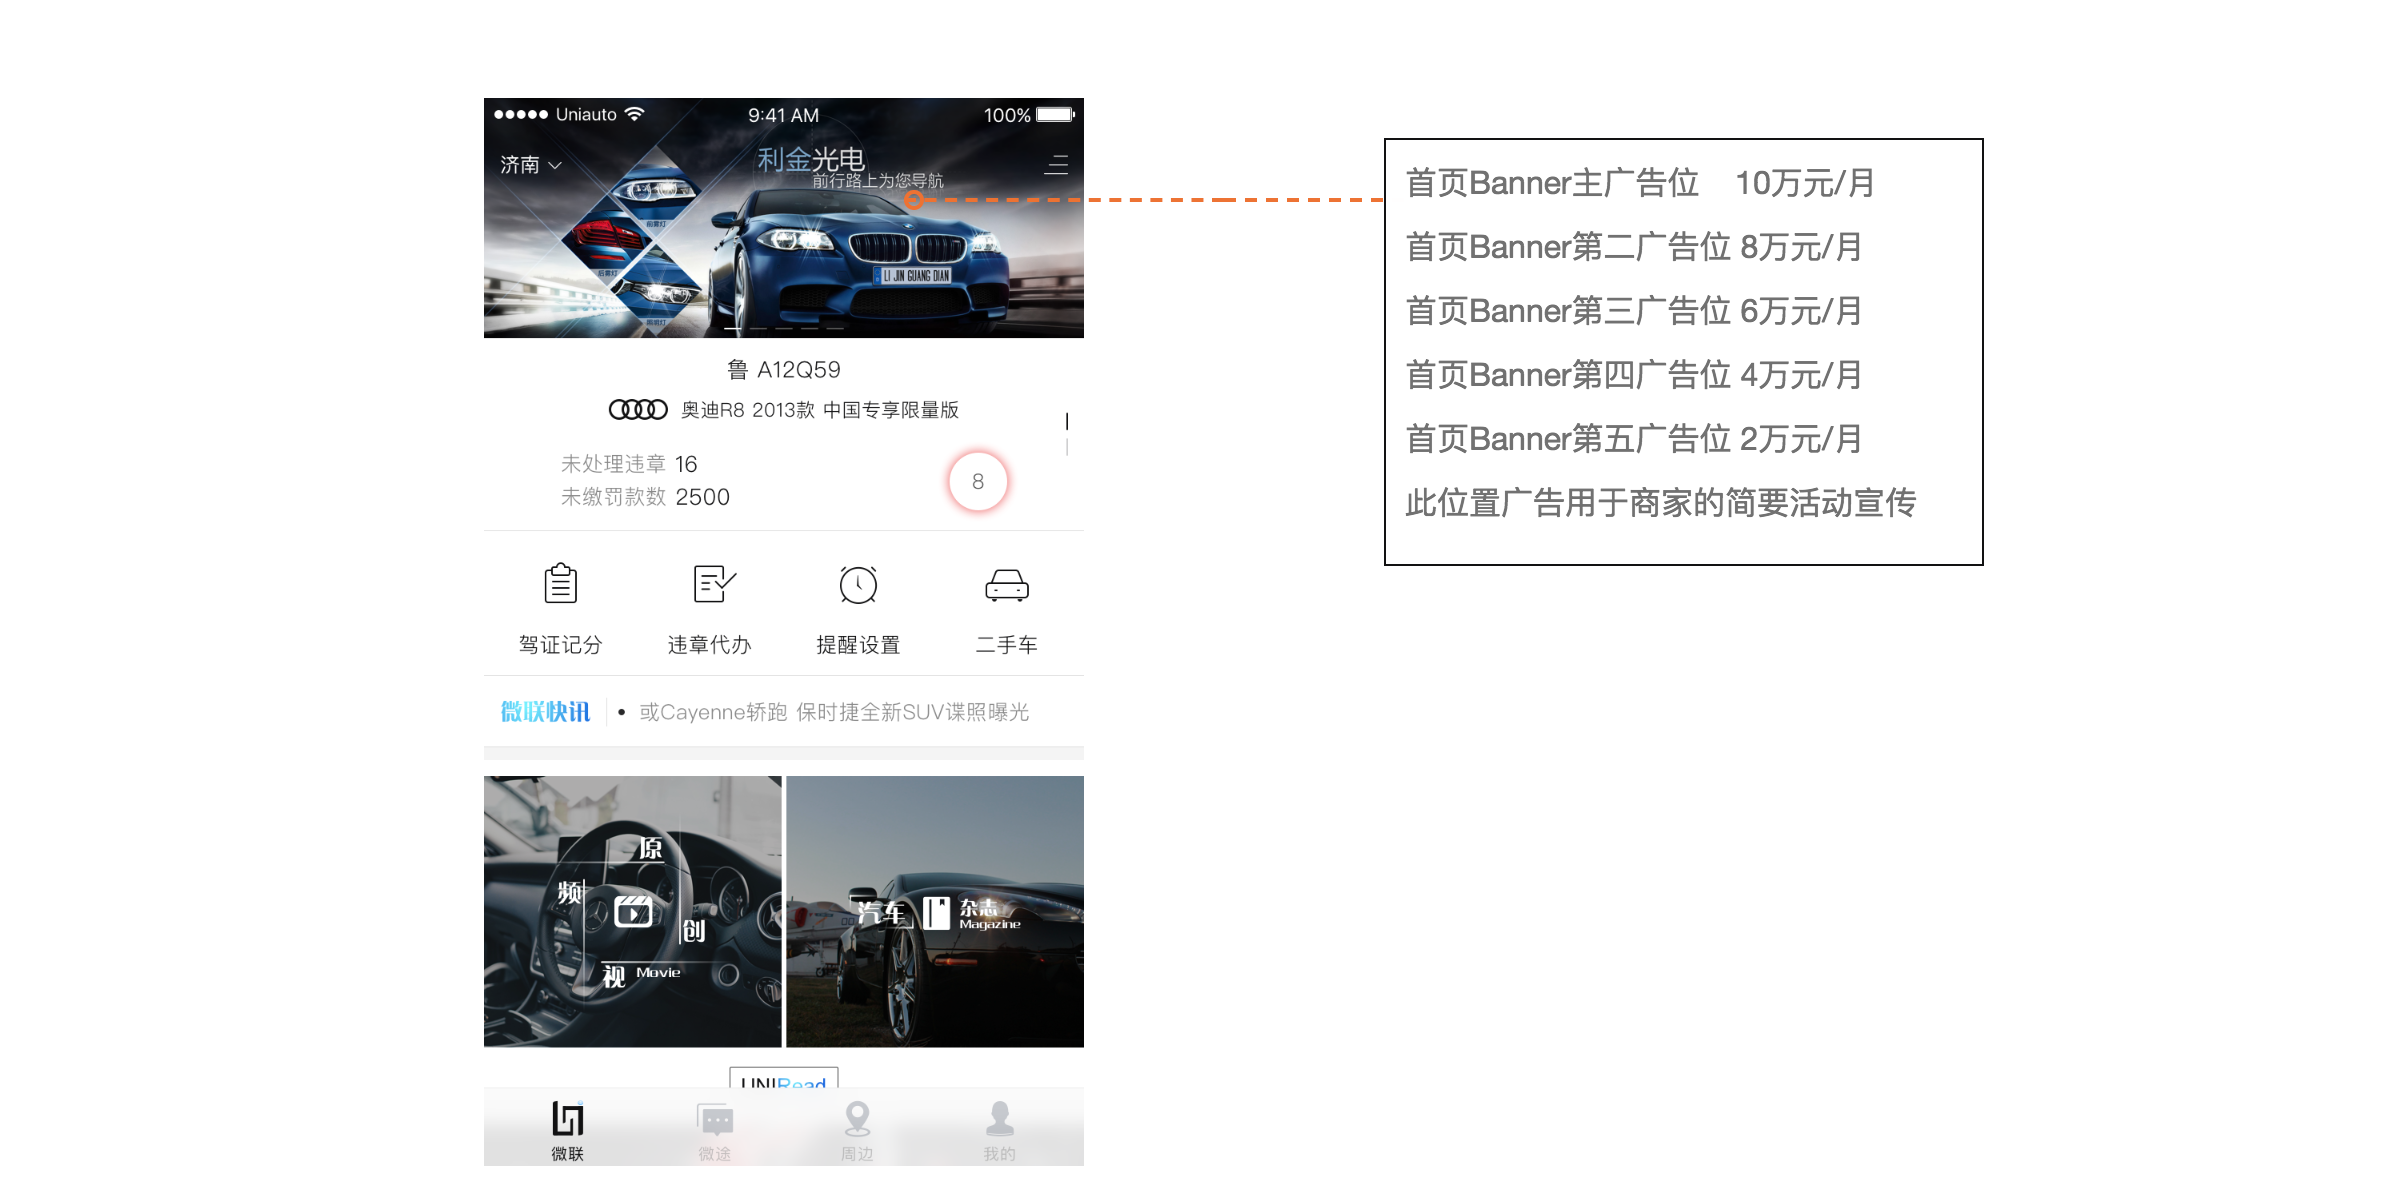 Uniauto
9:41 AM
100%
济南
利金光电
前行路上为您导航
前雾灯
后雾灯
LI JIN GUANG DIAN
鲁 A12Q59
奥迪R8 2013款 中国专享限量版
未处理违章 16
未缴罚款数 2500
8
驾证记分
违章代办
提醒设置
二手车
微联快讯
• 或Cayenne轿跑 保时捷全新SUV谍照曝光
原
创
视
频
Movie
汽车
杂志
Magazine
UNIRead
微联
微途
周边
我的
首页Banner主广告位 10万元/月
首页Banner第二广告位 8万元/月
首页Banner第三广告位 6万元/月
首页Banner第四广告位 4万元/月
首页Banner第五广告位 2万元/月
此位置广告用于商家的简要活动宣传